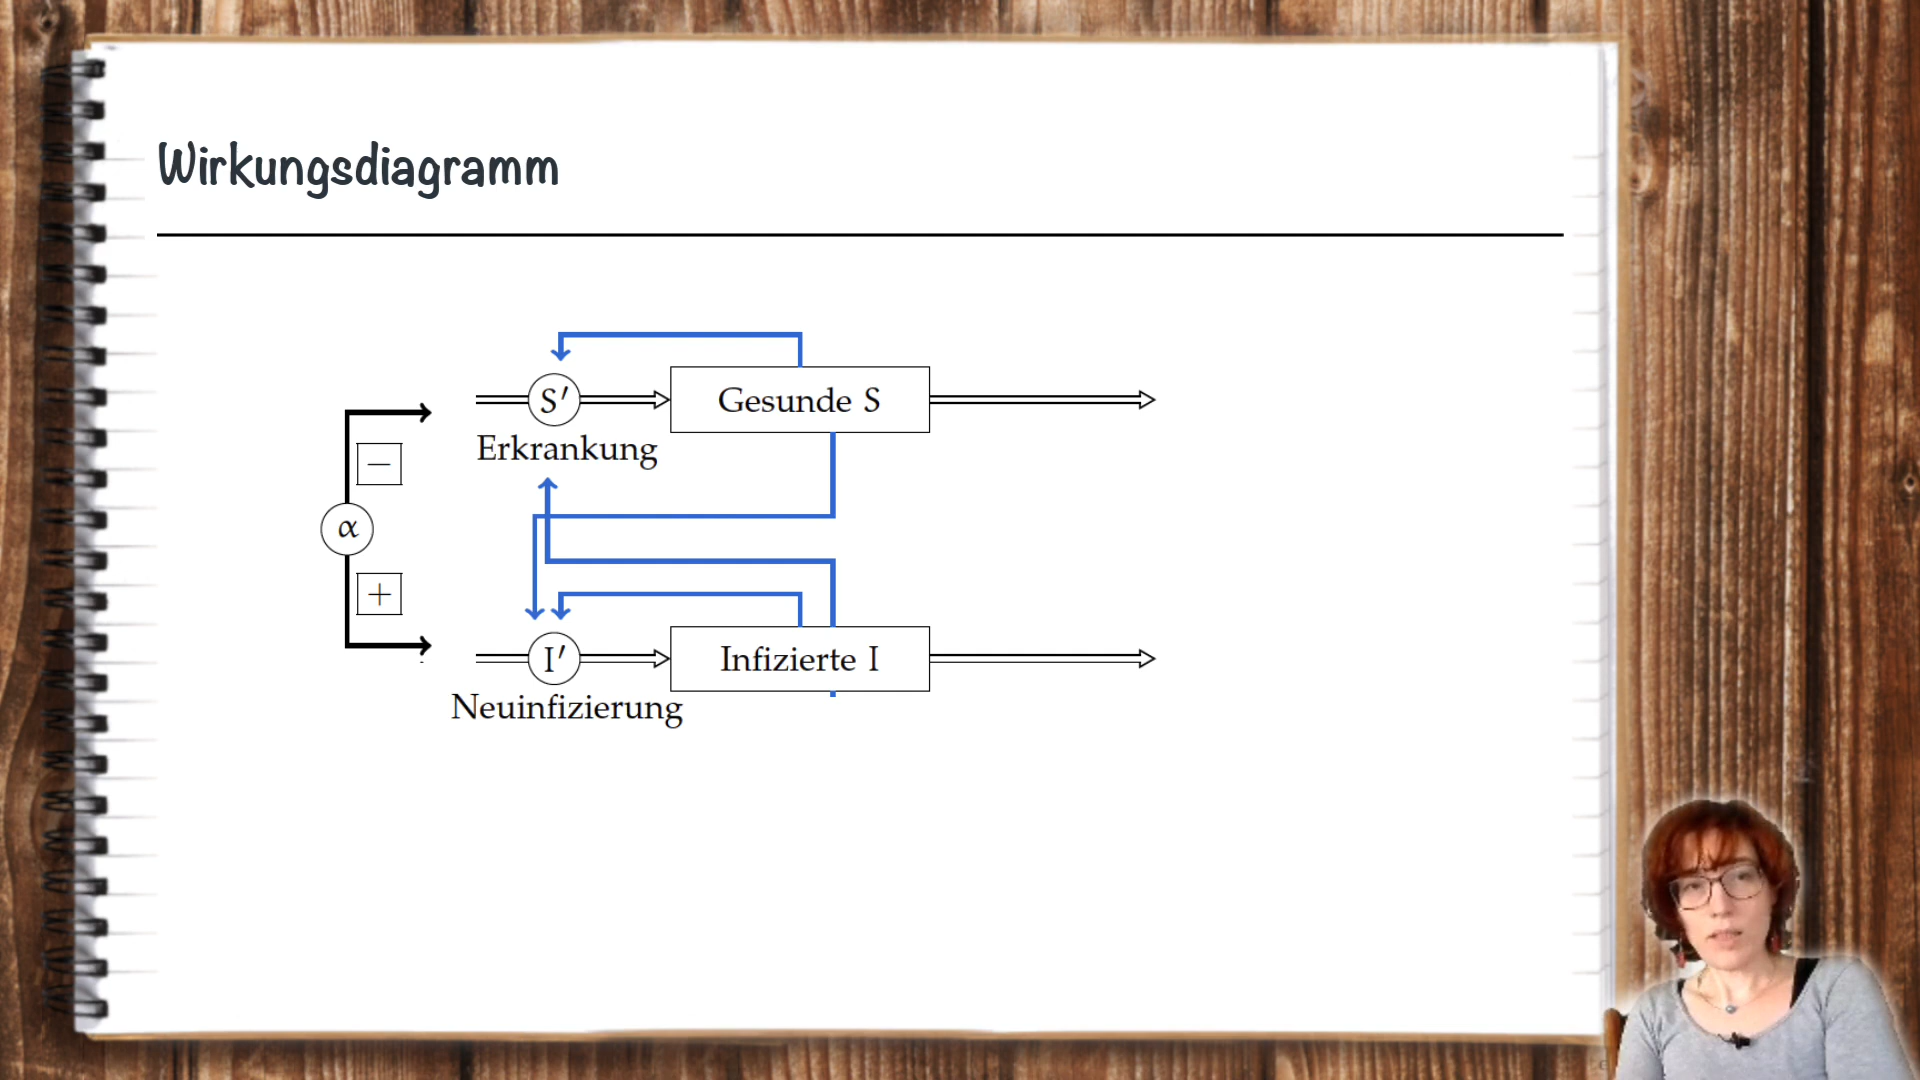 Wirkungsdiagramm
S′
Gesunde S
Erkrankung
−
α
+
I′
Infizierte I
Neuinfizierung